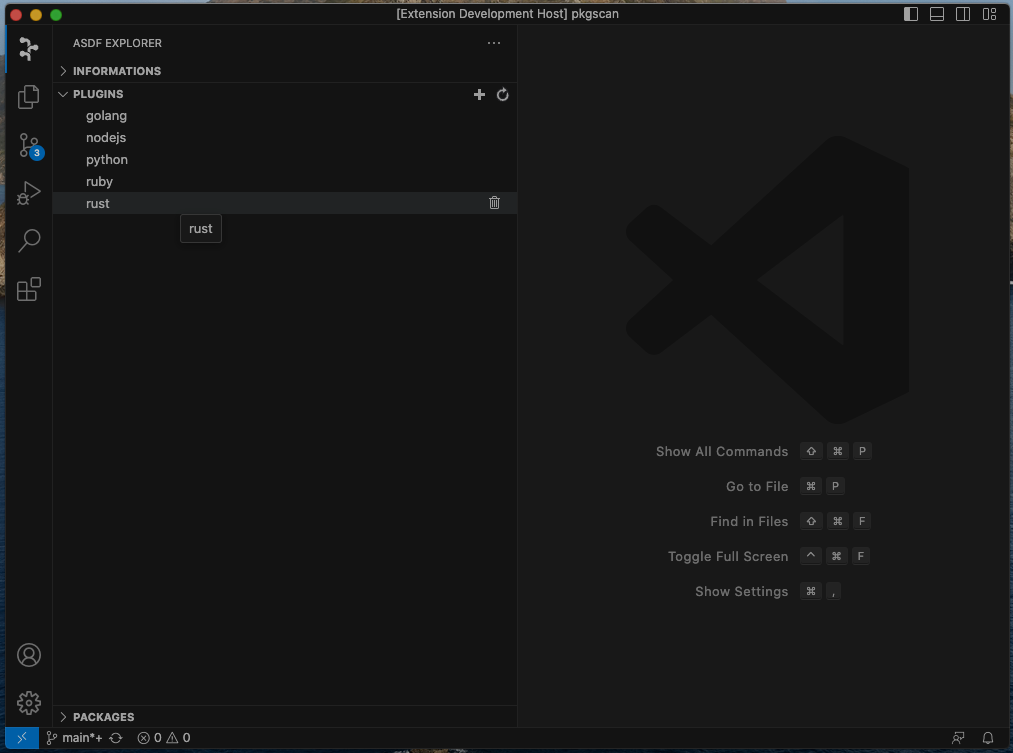 [Extension Development Host] pkgscan
ASDF EXPLORER
INFORMATIONS
PLUGINS
golang
nodejs
python
ruby
rust
rust
3
Show All Commands ⇧ ⌘ P
Go to File ⌘ P
Find in Files ⇧ ⌘ F
Toggle Full Screen ^ ⌘ F
Show Settings ⌘ ,
PACKAGES
main*+ 0 0